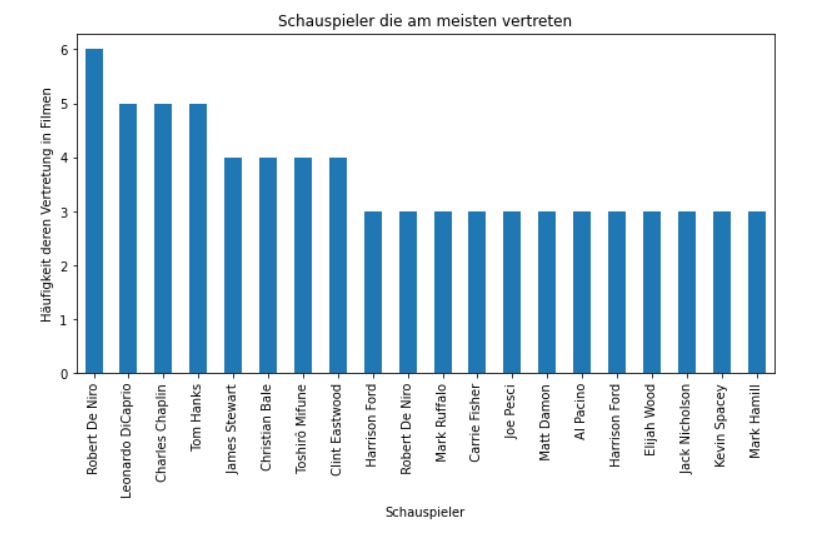 Schauspieler die am meisten vertreten
Häufigkeit deren Vertretung in Filmen
6
5
4
3
2
1
0
Robert De Niro
Leonardo DiCaprio
Charles Chaplin
Tom Hanks
James Stewart
Christian Bale
Toshirô Mifune
Clint Eastwood
Harrison Ford
Robert De Niro
Mark Ruffalo
Carrie Fisher
Joe Pesci
Matt Damon
Al Pacino
Harrison Ford
Elijah Wood
Jack Nicholson
Kevin Spacey
Mark Hamill
Schauspieler